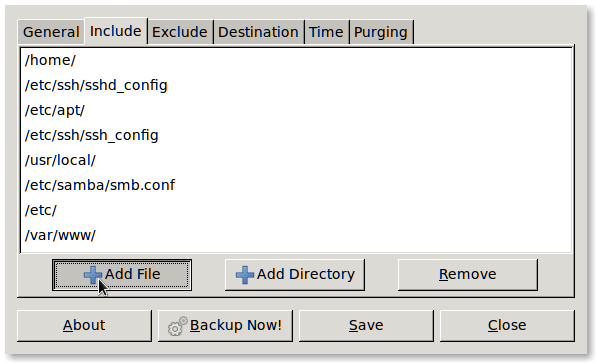 General Include Exclude Destination Time Purging
/home/
/etc/ssh/sshd_config
/etc/apt/
/etc/ssh/ssh_config
/usr/local/
/etc/samba/smb.conf
/etc/
/var/www/
Add File Add Directory Remove
About Backup Now! Save Close